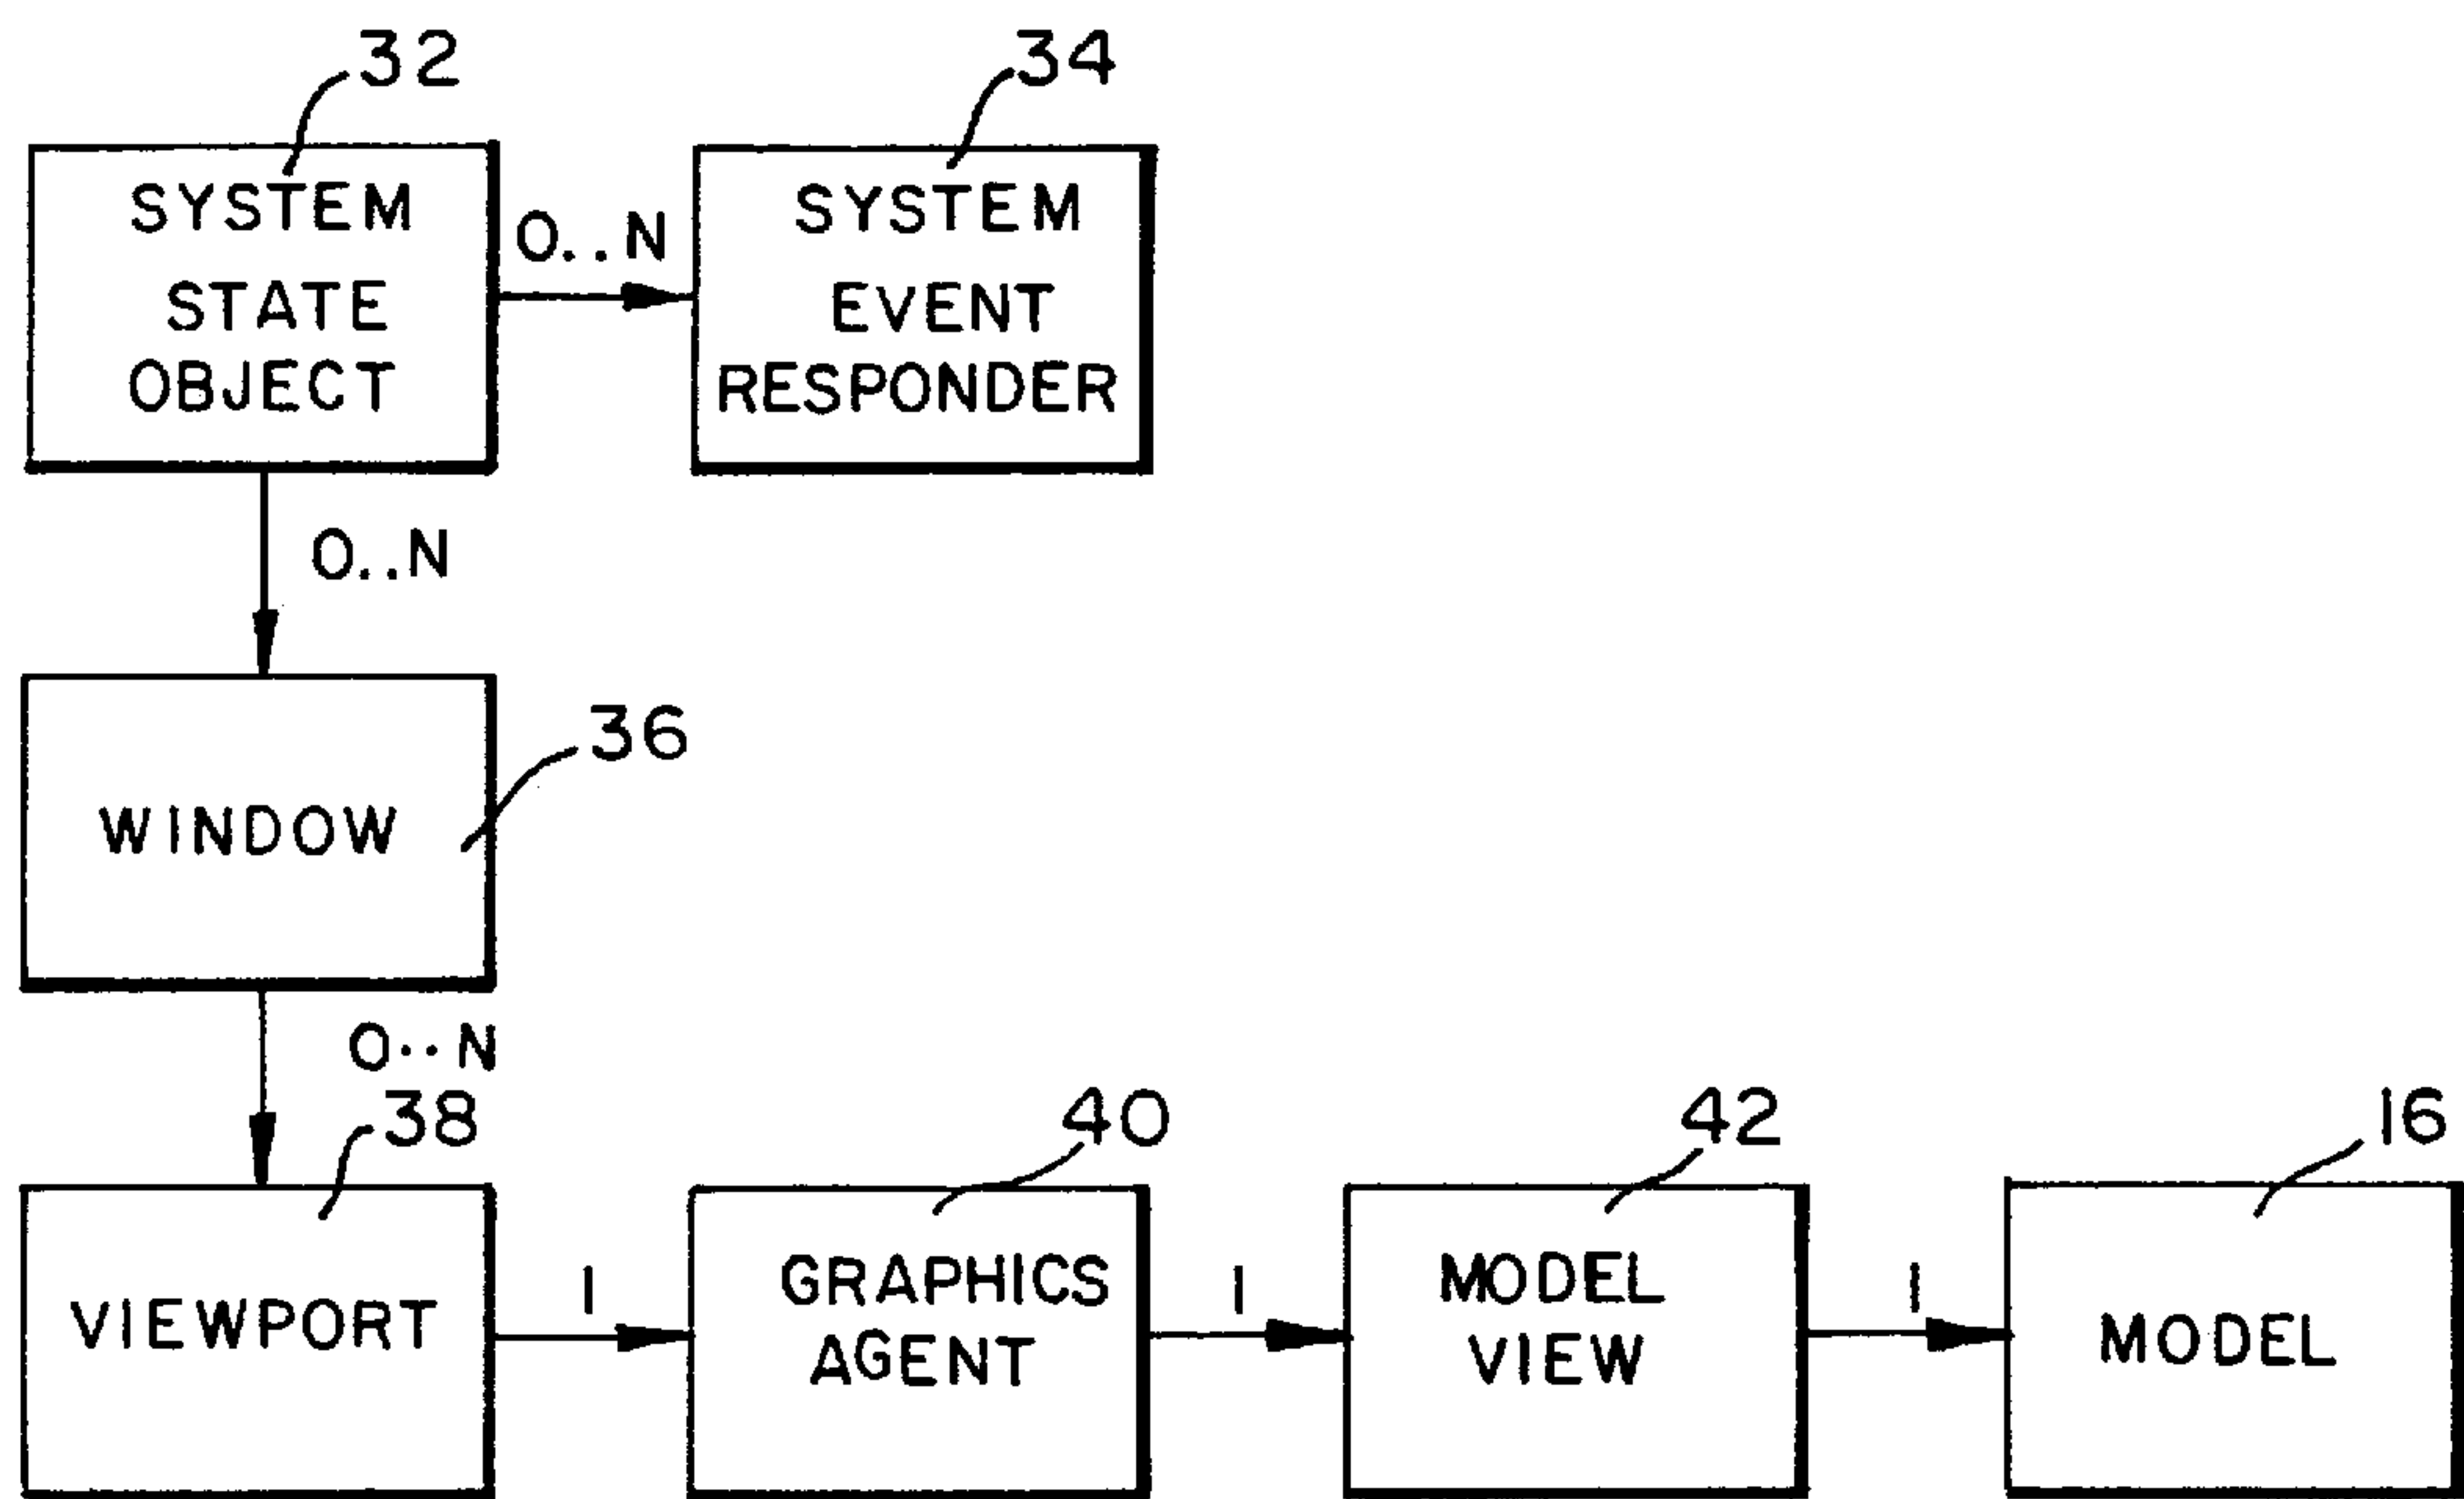 32
34
SYSTEM
STATE
OBJECT
0..N
SYSTEM
EVENT
RESPONDER
0..N
36
WINDOW
0..N
38
40
42
16
VIEWPORT
1
GRAPHICS
AGENT
1
MODEL
VIEW
1
MODEL